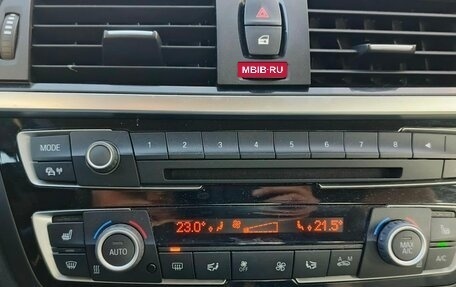 MBIB.RU
MODE
1 2 3 4 5 6 7 8
23.0° 21.5°
AUTO
MAX
A/C
OFF
A M
A/C